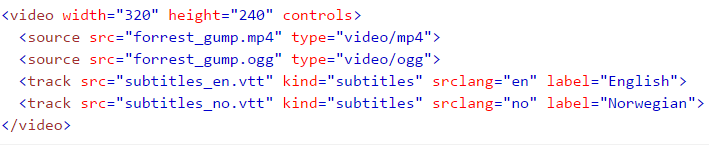 <video width="320" height="240" controls>
  <source src="forrest_gump.mp4" type="video/mp4">
  <source src="forrest_gump.ogg" type="video/ogg">
  <track src="subtitles_en.vtt" kind="subtitles" srclang="en" label="English">
  <track src="subtitles_no.vtt" kind="subtitles" srclang="no" label="Norwegian">
</video>